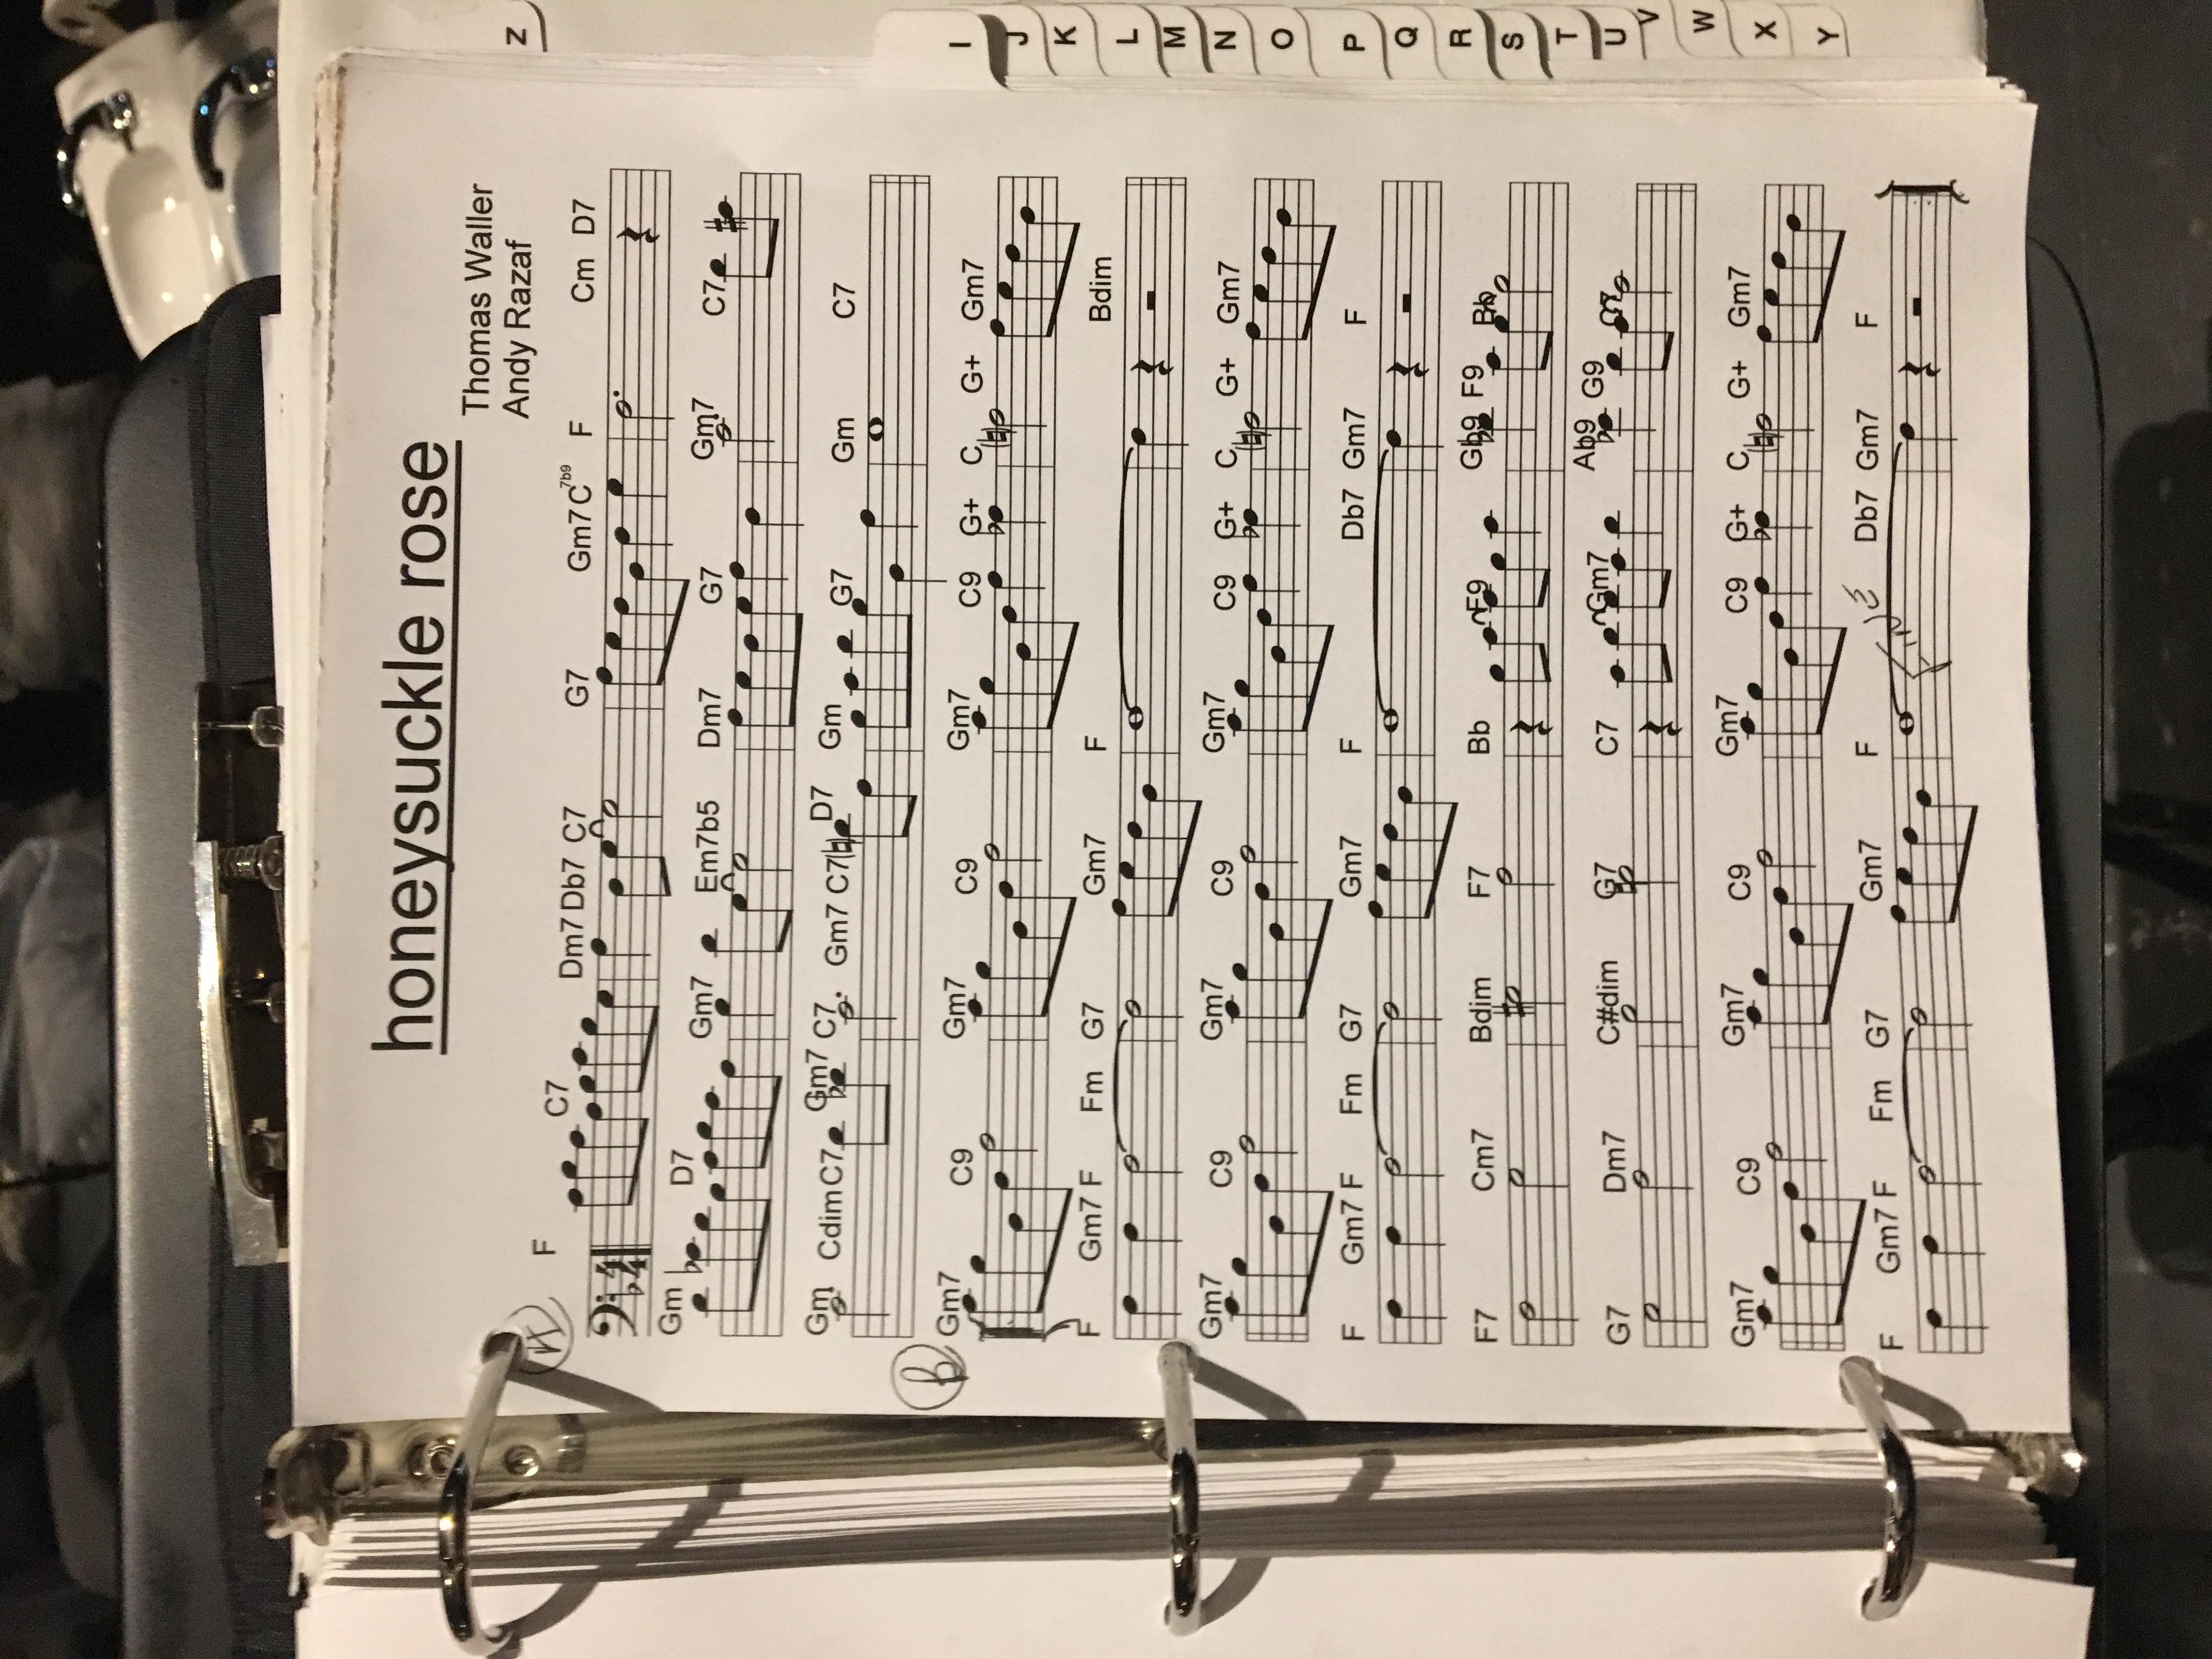 honeysuckle rose
Thomas Waller
Andy Razaf
A
F C7 Dm7 Db7 C7 G7 Gm7 C7b9 F Cm D7
4
4
Gm D7 Gm7 Em7b5 Dm7 G7 Gm7 C7
Gm Cdim C7 Gm7 C7 Gm7 C7 D7 Gm G7 Gm C7
B
Gm7 C9 Gm7 C9 Gm7 C9 G+ C G+ Gm7
F Gm7 F Fm G7 Gm7 F Bdim
Gm7 C9 Gm7 C9 Gm7 C9 G+ C G+ Gm7
F Gm7 F Fm G7 Gm7 F Db7 Gm7 F
F7 Cm7 Bdim F7 Bb F9 Gb9 F9 Bb
G7 Dm7 C#dim G7 C7 Gm7 Ab9 G9 C7
Gm7 C9 Gm7 C9 Gm7 C9 G+ C G+ Gm7
F Gm7 F Fm G7 Gm7 F FINE Db7 Gm7 F
Z
I
J
K
L
M
N
O
P
Q
R
S
T
U
V
W
X
Y